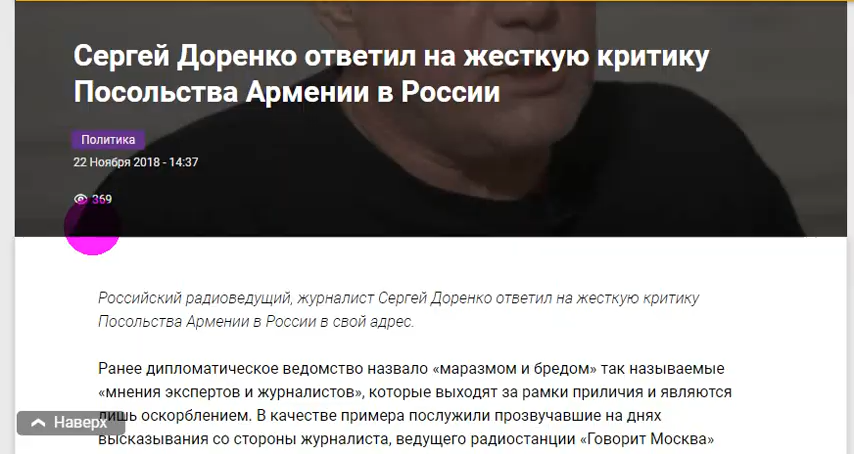 Сергей Доренко ответил на жесткую критику
Посольства Армении в России
Политика
22 Ноября 2018 - 14:37
369
Российский радиоведущий, журналист Сергей Доренко ответил на жесткую критику
Посольства Армении в России в свой адрес.
Ранее дипломатическое ведомство назвало «маразмом и бредом» так называемые
«мнения экспертов и журналистов», которые выходят за рамки приличия и являются
лишь оскорблением. В качестве примера послужили прозвучавшие на днях
Наверх
высказывания со стороны журналиста, ведущего радиостанции «Говорит Москва»